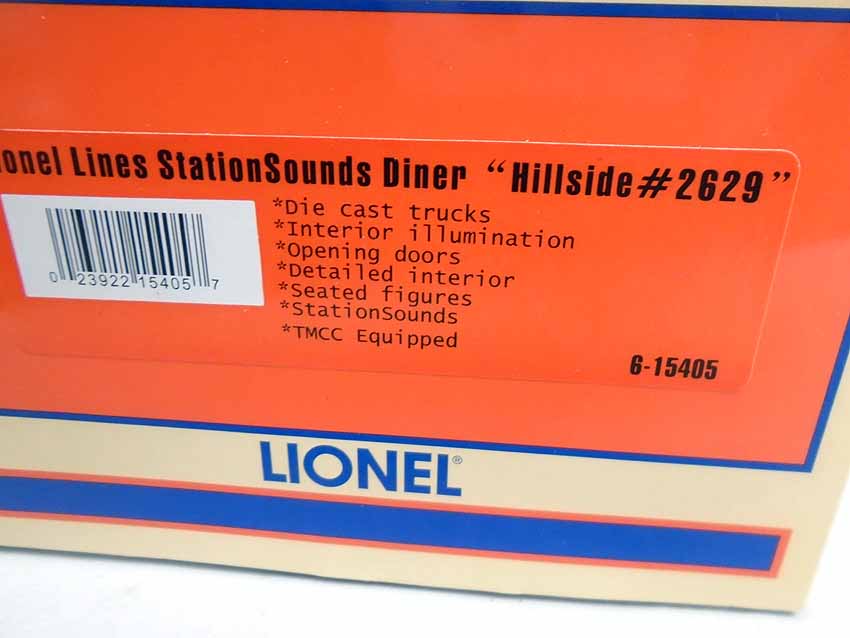 ionel Lines StationSounds Diner “Hillside#2629”
*Die cast trucks
*Interior illumination
*Opening doors
*Detailed interior
*Seated figures
*StationSounds
*TMCC Equipped
0 23922 15405 7
6-15405
LIONEL®